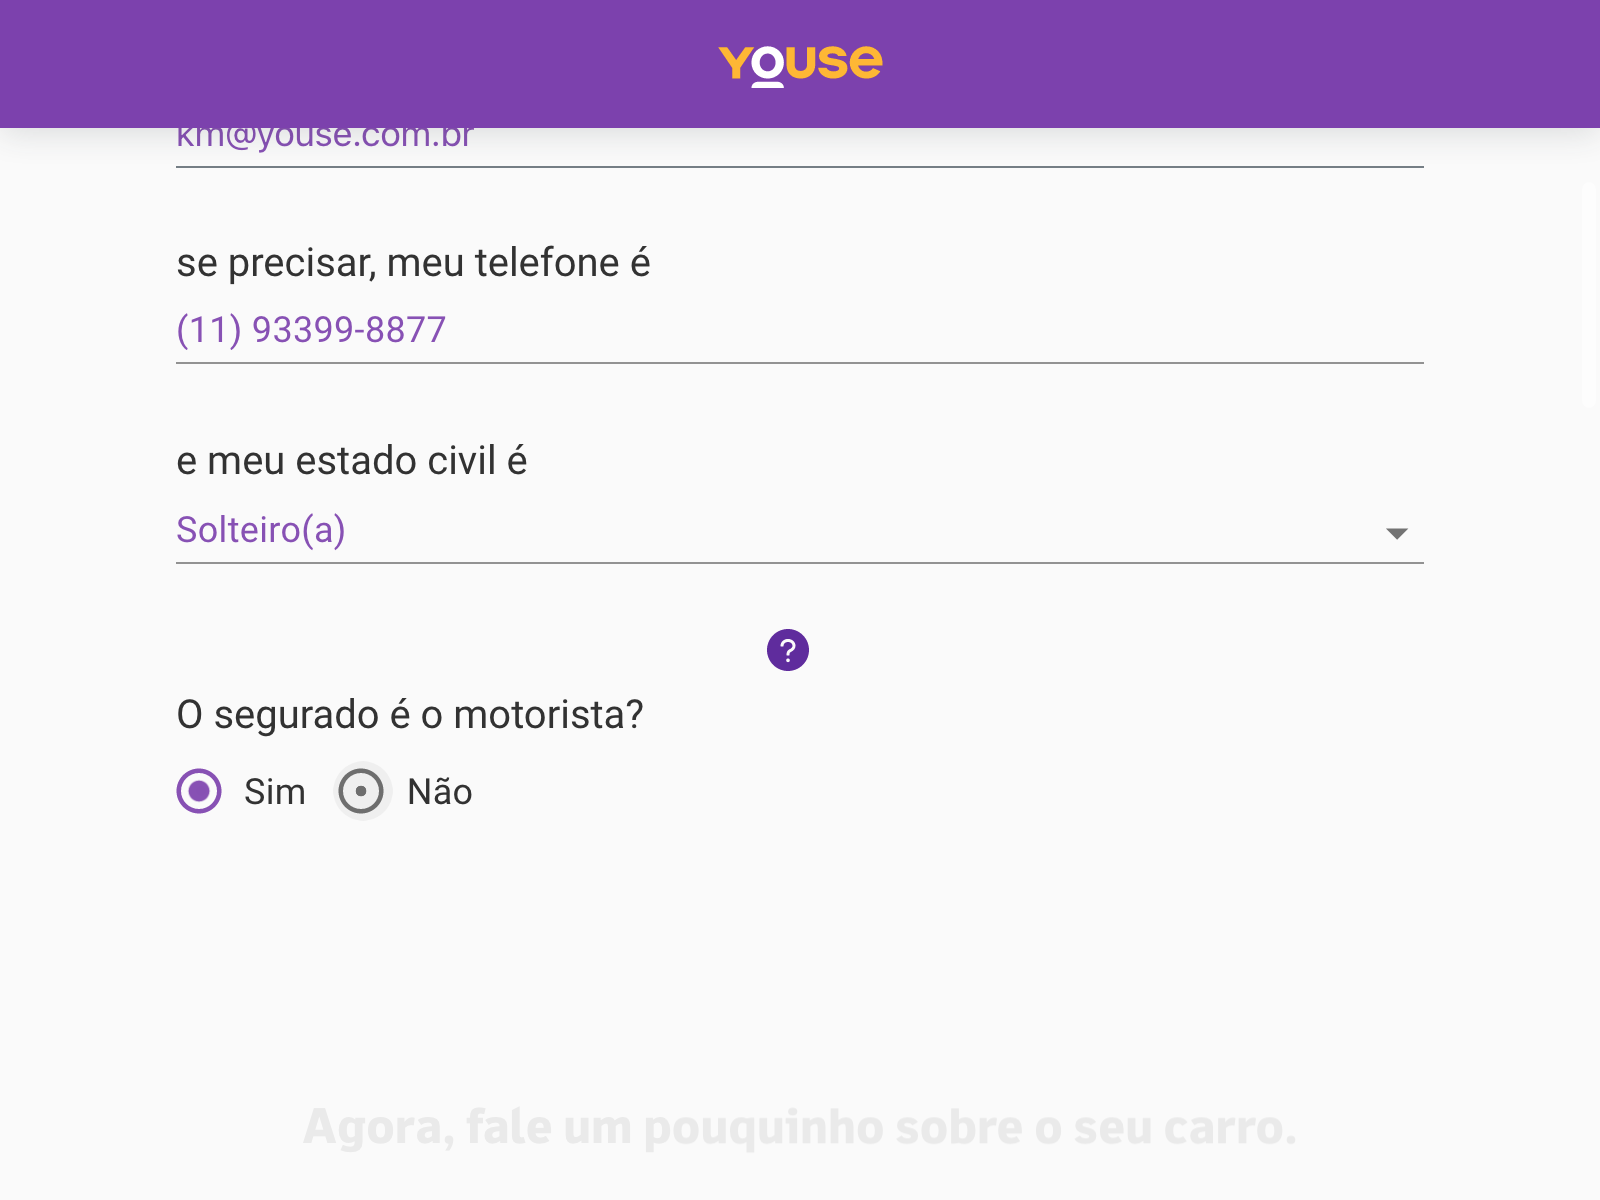 Youse
km@youse.com.br
se precisar, meu telefone é
(11) 93399-8877
e meu estado civil é
Solteiro(a)
?
O segurado é o motorista?
Sim Não
Agora, fale um pouquinho sobre o seu carro.